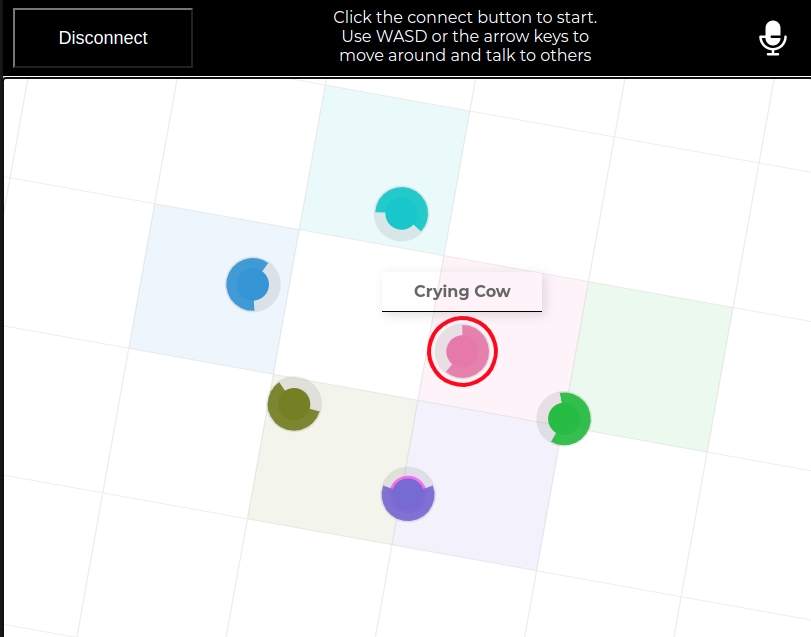 Disconnect
Click the connect button to start.
Use WASD or the arrow keys to
move around and talk to others
Crying Cow